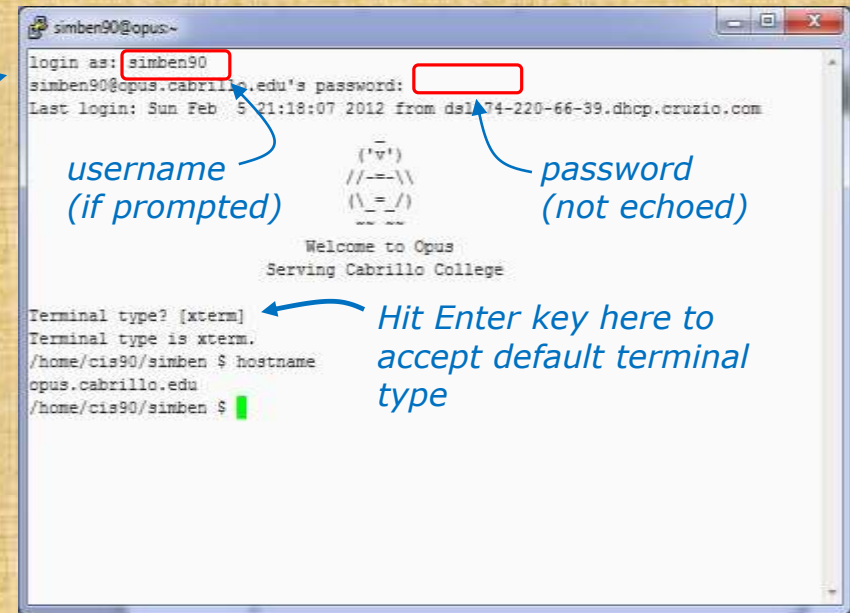 simben90@opus:~
login as: simben90
simben90@opus.cabrillo.edu's password:
Last login: Sun Feb  5 21:18:07 2012 from dsl-74-220-66-39.dhcp.cruzio.com
_
('v')
//-=-\\
(\_=_/)
~~ ~~
username
(if prompted)
password
(not echoed)
Welcome to Opus
Serving Cabrillo College
Terminal type? [xterm]
Terminal type is xterm.
/home/cis90/simben $ hostname
opus.cabrillo.edu
/home/cis90/simben $
Hit Enter key here to
accept default terminal
type